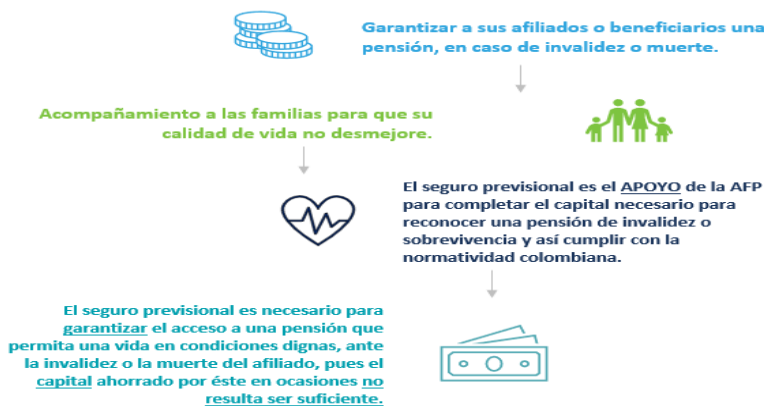 Garantizar a sus afiliados o beneficiarios una
pensión, en caso de invalidez o muerte.
Acompañamiento a las familias para que su
calidad de vida no desmejore.
El seguro previsional es el APOYO de la AFP
para completar el capital necesario para
reconocer una pensión de invalidez o
sobrevivencia y así cumplir con la
normatividad colombiana.
El seguro previsional es necesario para
garantizar el acceso a una pensión que
permita una vida en condiciones dignas, ante
la invalidez o la muerte del afiliado, pues el
capital ahorrado por éste en ocasiones no
resulta ser suficiente.